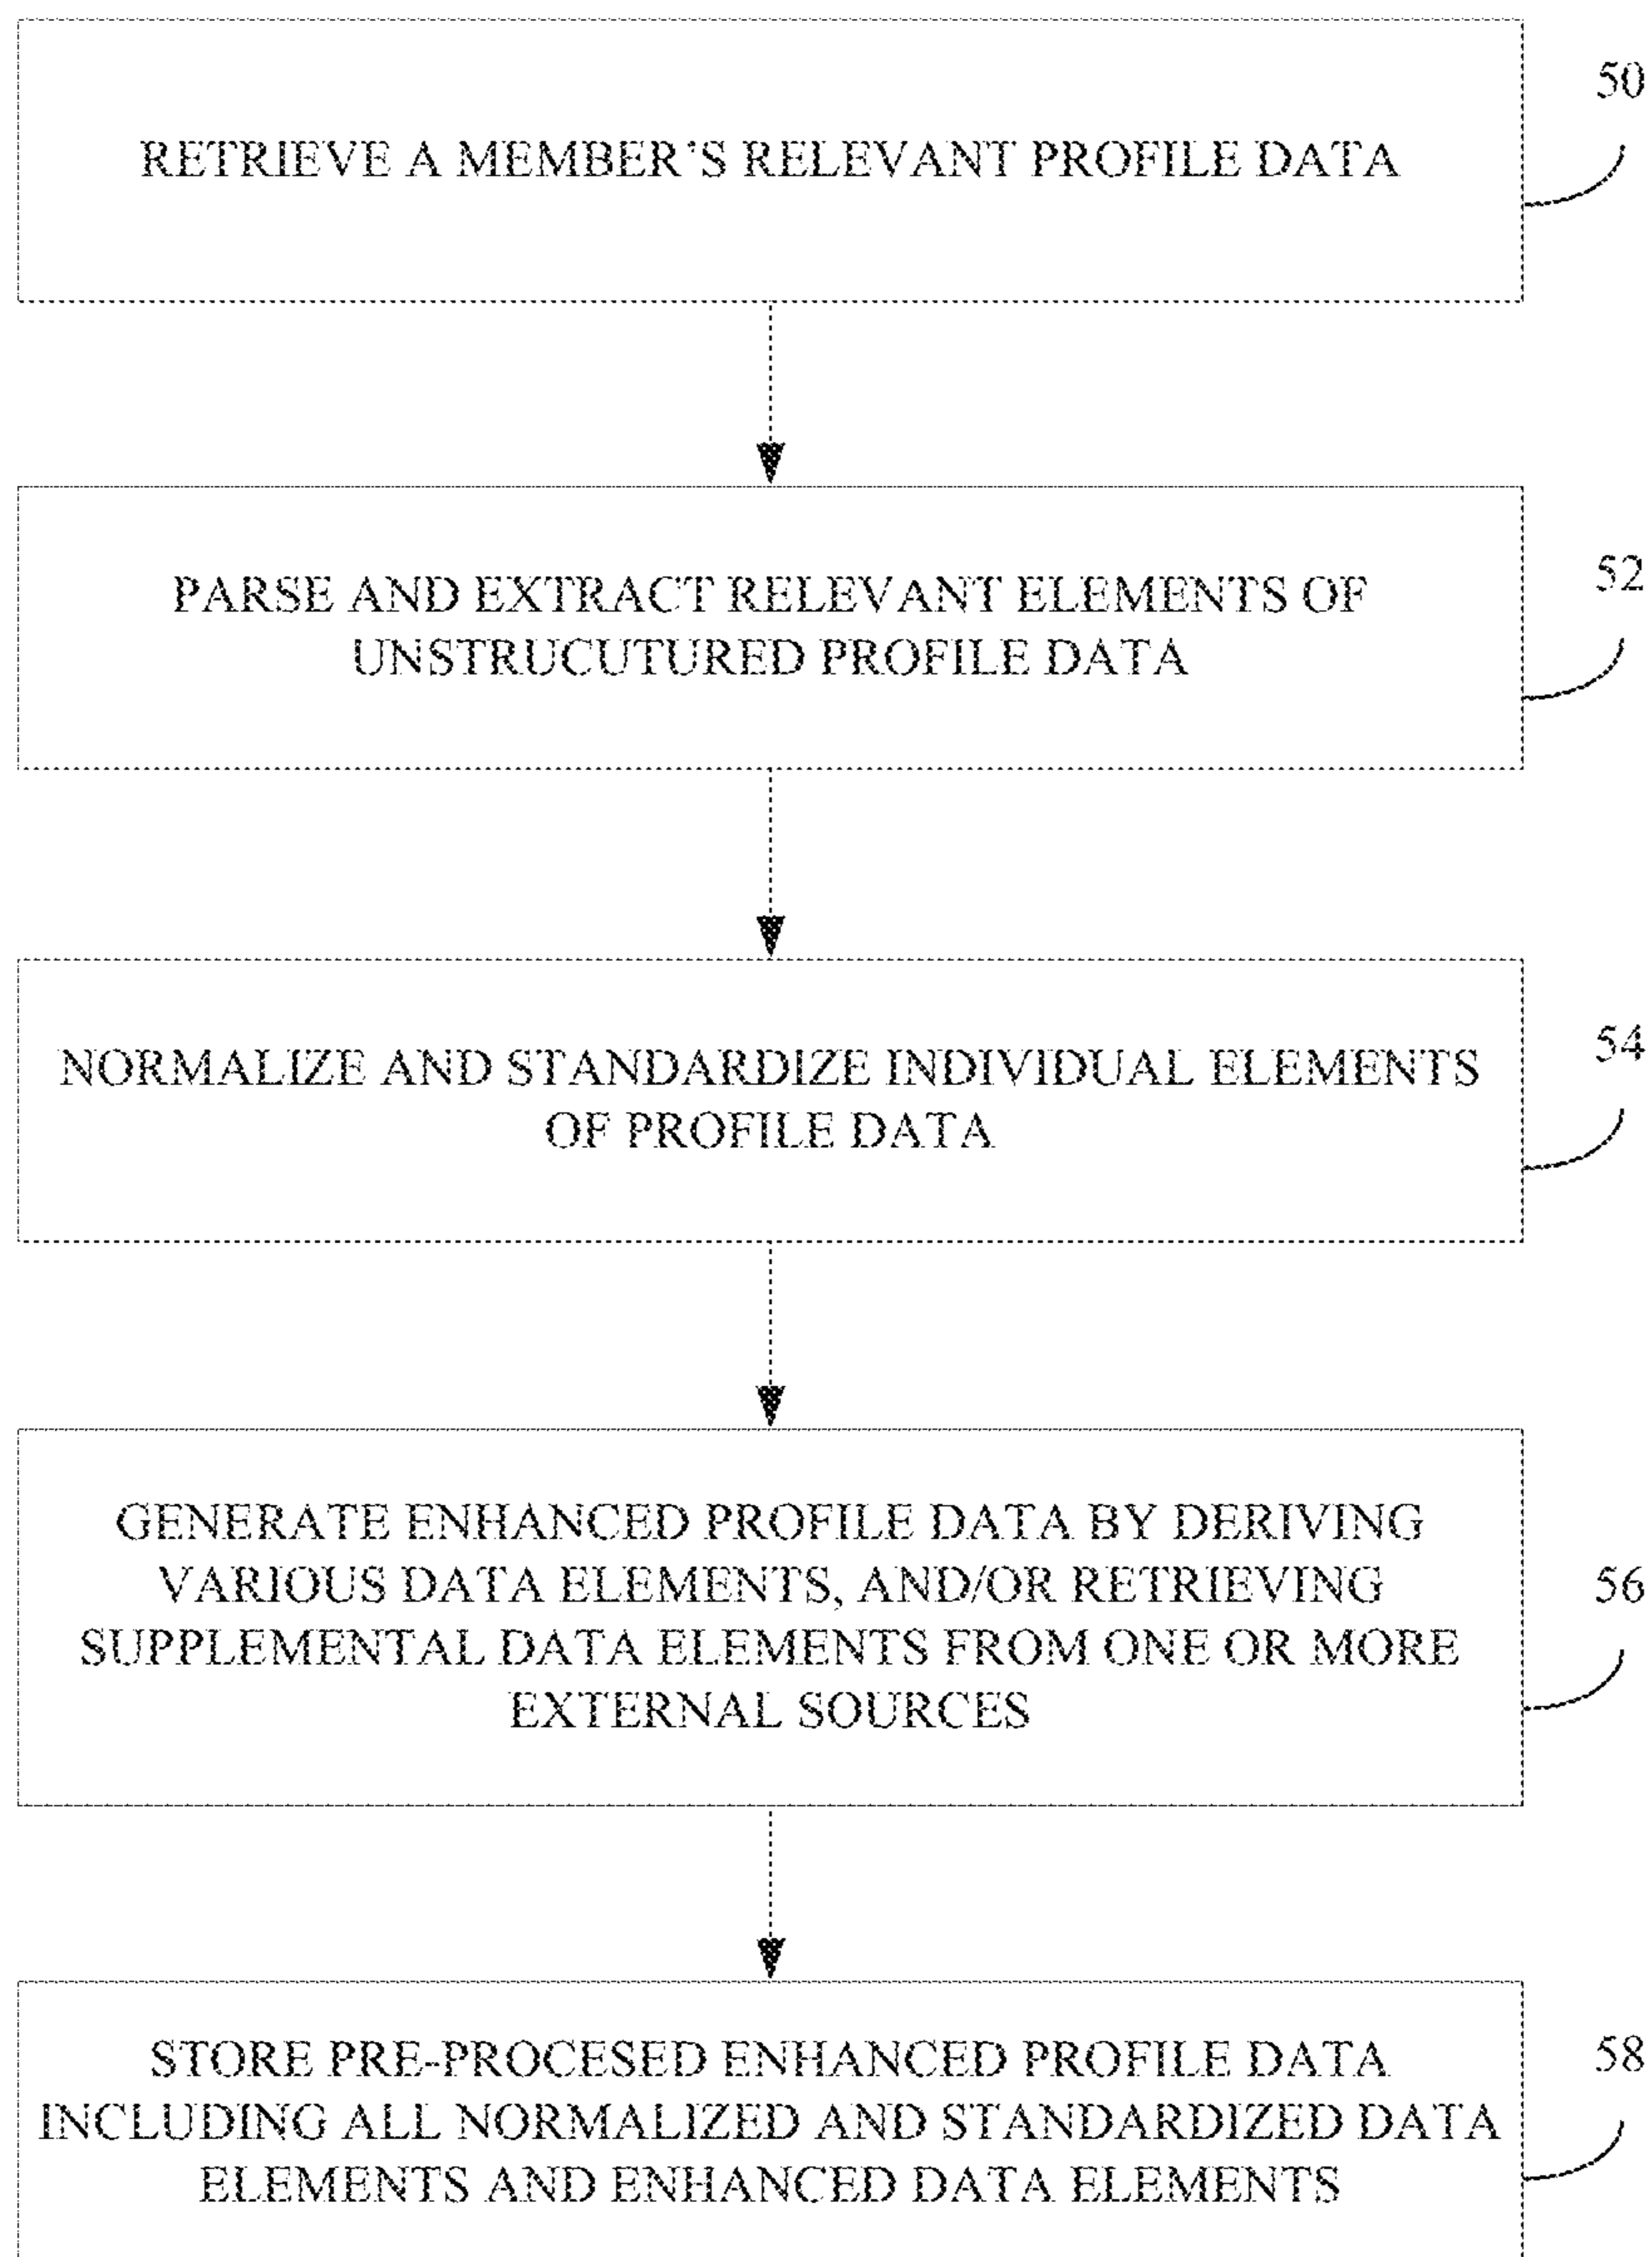 50
RETRIEVE A MEMBER'S RELEVANT PROFILE DATA
52
PARSE AND EXTRACT RELEVANT ELEMENTS OF
UNSTRUCUTURED PROFILE DATA
54
NORMALIZE AND STANDARDIZE INDIVIDUAL ELEMENTS
OF PROFILE DATA
GENERATE ENHANCED PROFILE DATA BY DERIVING
VARIOUS DATA ELEMENTS, AND/OR RETRIEVING
56
SUPPLEMENTAL DATA ELEMENTS FROM ONE OR MORE
EXTERNAL SOURCES
58
STORE PRE-PROCESED ENHANCED PROFILE DATA
INCLUDING ALL NORMALIZED AND STANDARDIZED DATA
ELEMENTS AND ENHANCED DATA ELEMENTS